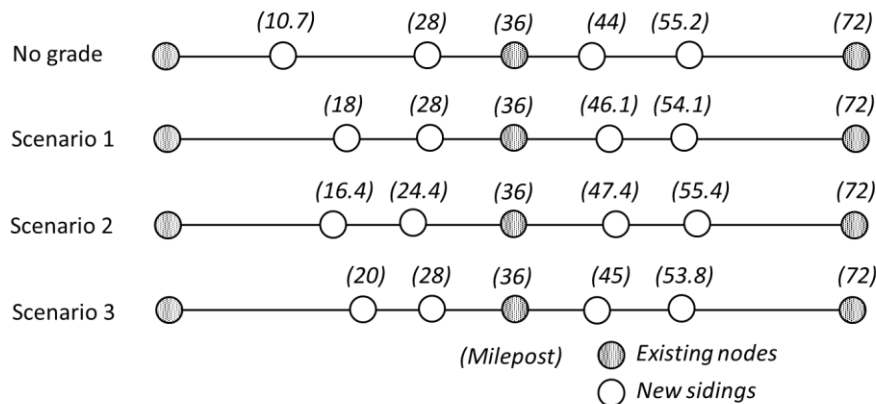 (10.7) (28) (36) (44) (55.2) (72)
No grade
(18) (28) (36) (46.1) (54.1) (72)
Scenario 1
(16.4) (24.4) (36) (47.4) (55.4) (72)
Scenario 2
(20) (28) (36) (45) (53.8) (72)
Scenario 3
(Milepost) Existing nodes
New sidings